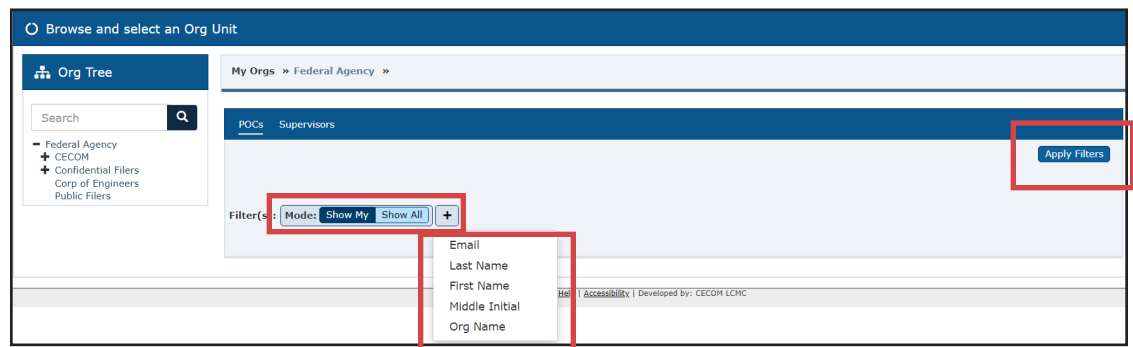 Browse and select an Org Unit
Org Tree
My Orgs » Federal Agency »
Search
Federal Agency
CECOM
Confidential Filers
Corp of Engineers
Public Filers
POCs Supervisors
Apply Filters
Filter(s): Mode: Show My Show All +
Email
Last Name
First Name
Middle Initial
Org Name
| Accessibility | Developed by: CECOM LCMC